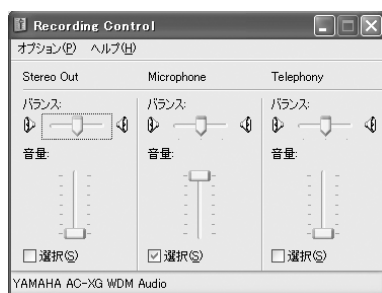 Recording Control
オプション(P) ヘルプ(H)
Stereo Out Microphone Telephony
バランス: バランス: バランス:
音量: 音量: 音量:
選択(S) 選択(S) 選択(S)
YAMAHA AC-XG WDM Audio